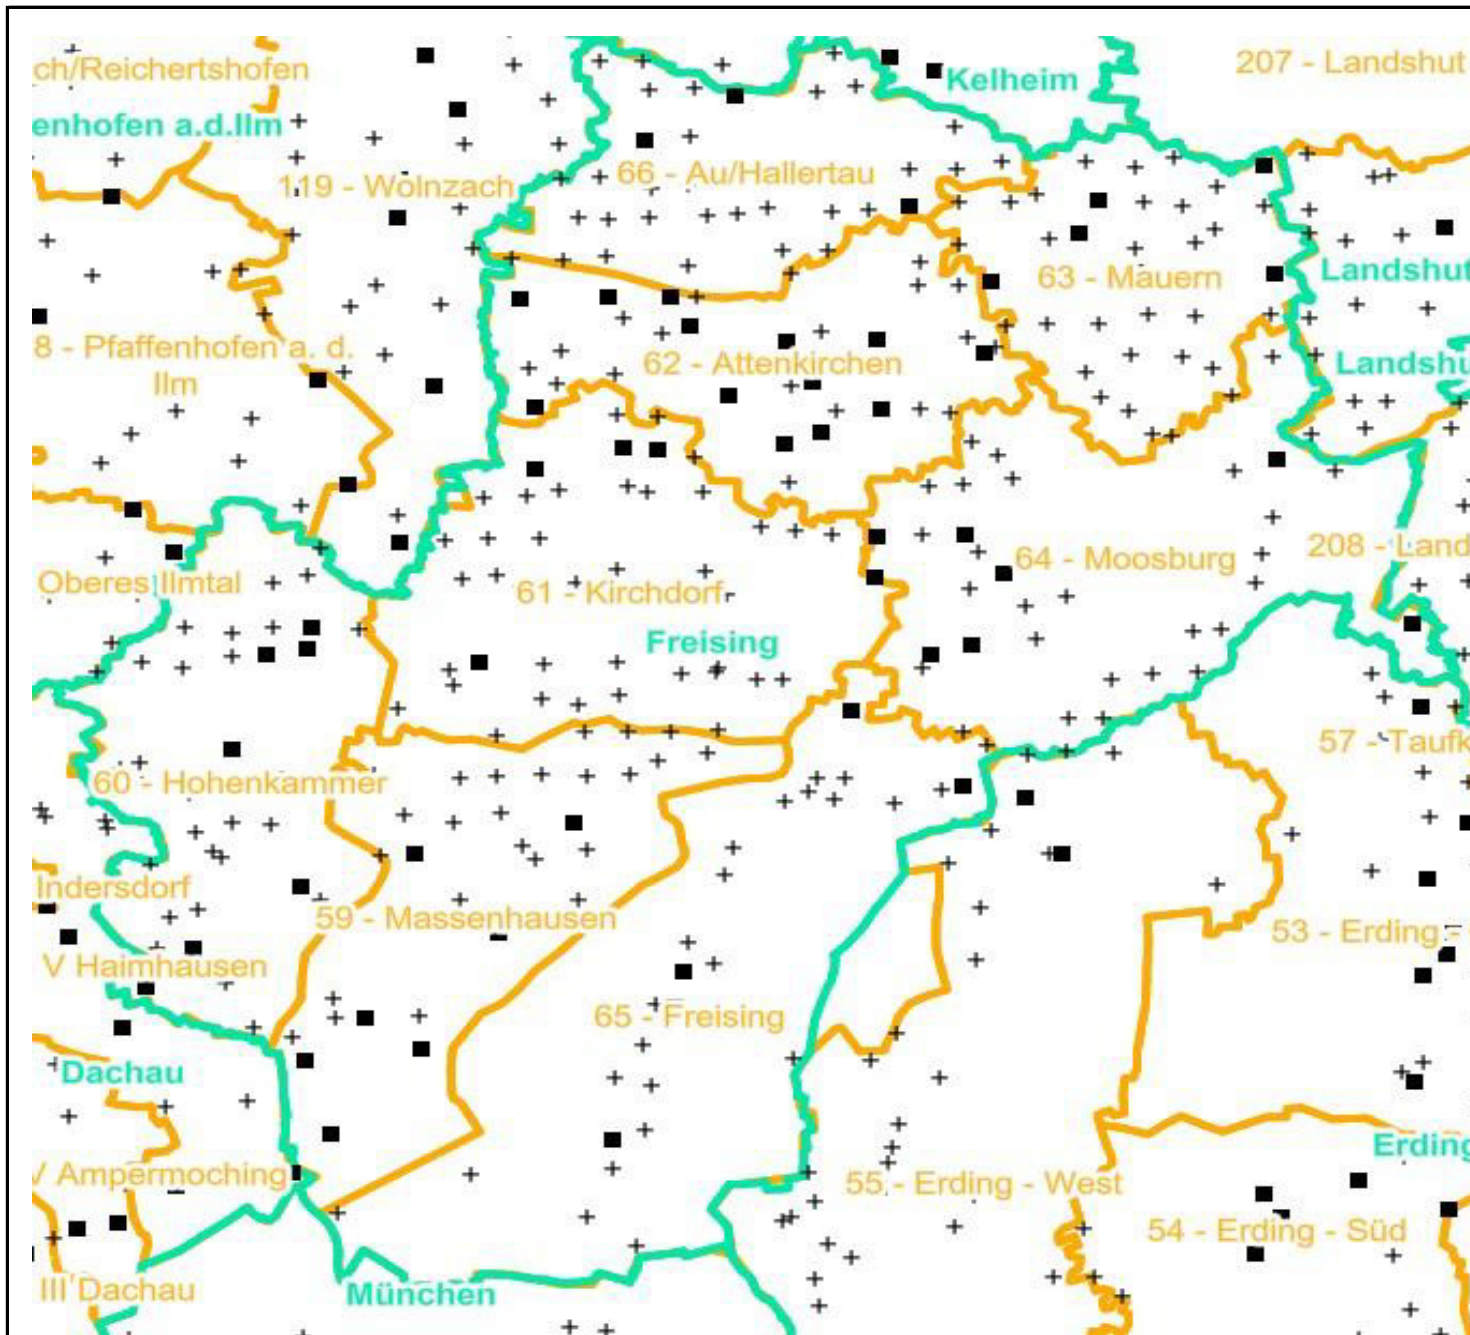 207 - Landshut
ch/Reichertshofen
Kelheim
enhofen a.d.Ilm
66 - Au/Hallertau
119 - Wolnzach
Landshut
63 - Mauern
8 - Pfaffenhofen a. d.
Ilm
62 - Attenkirchen
Landshu
208 - Land
64 - Moosburg
Oberes Ilmtal
61 - Kirchdorf
Freising
57 - Taufk
60 - Hohenkammer
Indersdorf
59 - Massenhausen
53 - Erding -
V Haimhausen
65 - Freising
Dachau
Erding
V Ampermoching
55 - Erding - West
54 - Erding - Süd
III Dachau
München